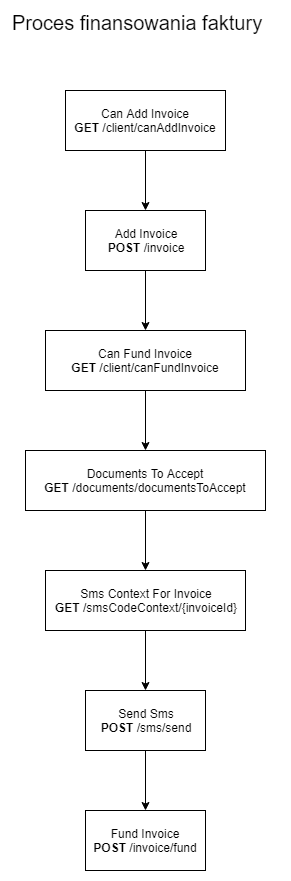 Proces finansowania faktury
Can Add Invoice
GET /client/canAddInvoice
Add Invoice
POST /invoice
Can Fund Invoice
GET /client/canFundInvoice
Documents To Accept
GET /documents/documentsToAccept
Sms Context For Invoice
GET /smsCodeContext/{invoiceId}
Send Sms
POST /sms/send
Fund Invoice
POST /invoice/fund